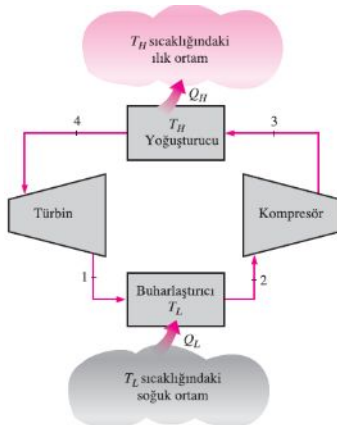 T_H sıcaklığındaki
ılık ortam
Q_H
4
T_H
Yoğuşturucu
3
Türbin
Kompresör
1
Buharlaştırıcı
T_L
2
Q_L
T_L sıcaklığındaki
soğuk ortam